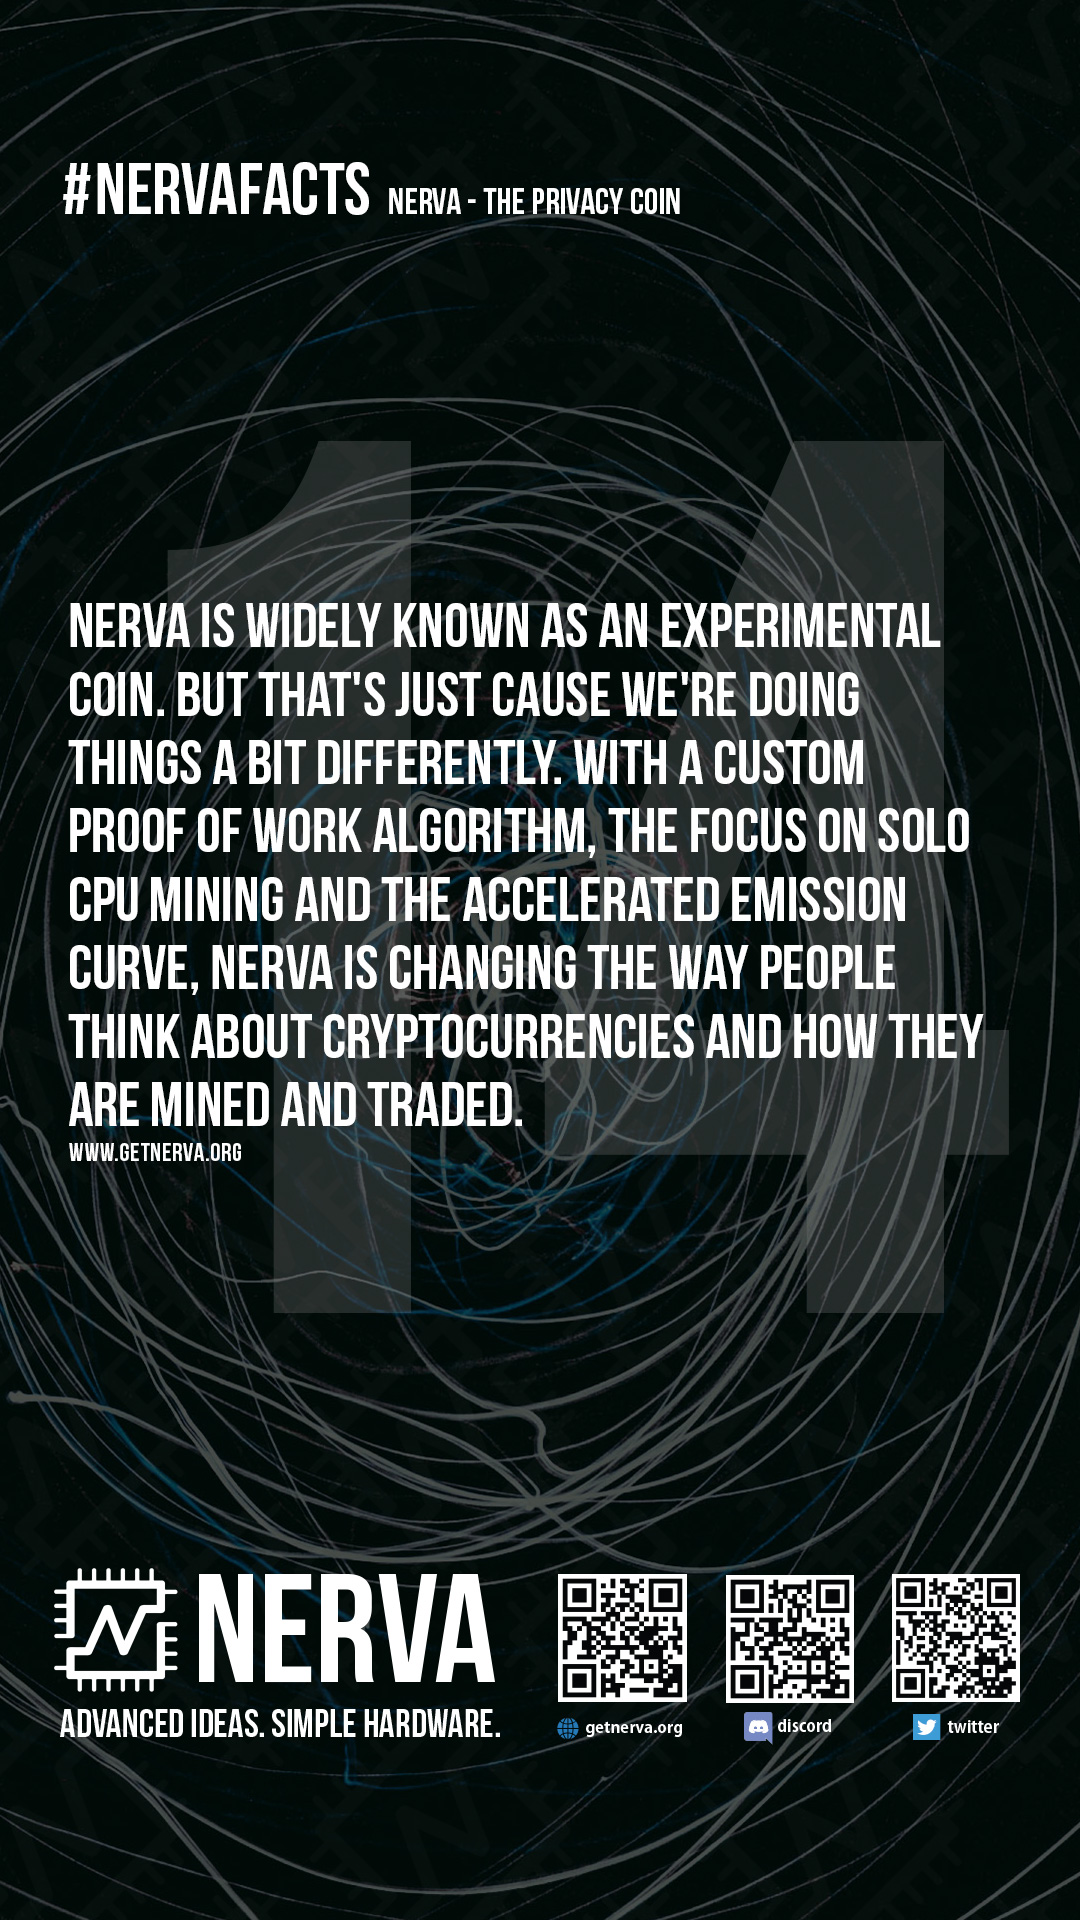 #NERVAFACTS NERVA - THE PRIVACY COIN
14
NERVA IS WIDELY KNOWN AS AN EXPERIMENTAL
COIN. BUT THAT'S JUST CAUSE WE'RE DOING
THINGS A BIT DIFFERENTLY. WITH A CUSTOM
PROOF OF WORK ALGORITHM, THE FOCUS ON SOLO
CPU MINING AND THE ACCELERATED EMISSION
CURVE, NERVA IS CHANGING THE WAY PEOPLE
THINK ABOUT CRYPTOCURRENCIES AND HOW THEY
ARE MINED AND TRADED.
WWW.GETNERVA.ORG
NERVA
ADVANCED IDEAS. SIMPLE HARDWARE.
getnerva.org
discord
twitter